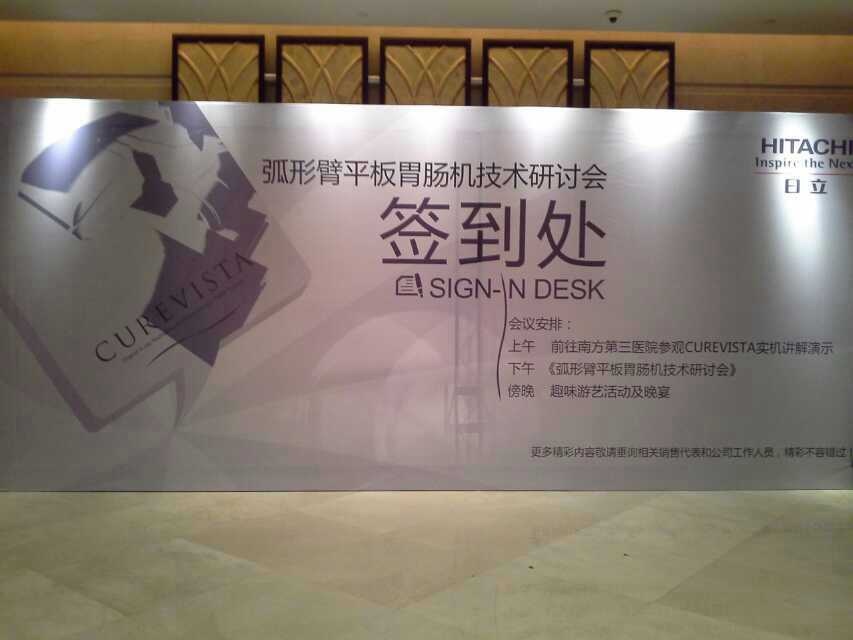 HITACHI
Inspire the Nex
日立
弧形臂平板胃肠机技术研讨会
签到处
SIGN-IN DESK
CUREVISTA
会议安排：
上午 前往南方第三医院参观CUREVISTA实机讲解演示
下午 《弧形臂平板胃肠机技术研讨会》
傍晚 趣味游艺活动及晚宴
更多精彩内容敬请垂询相关销售代表和公司工作人员，精彩不容错过